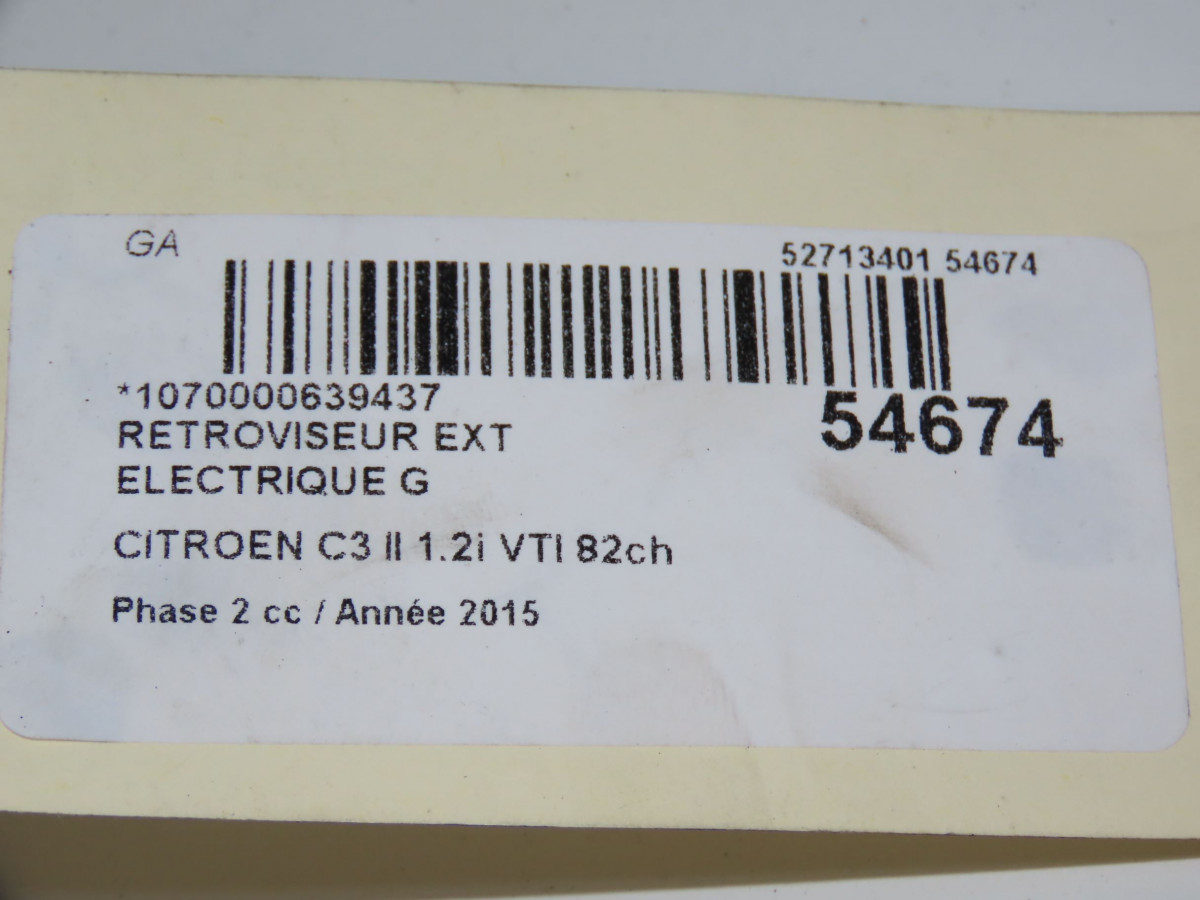 GA
52713401 54674
*1070000639437
54674
RETROVISEUR EXT
ELECTRIQUE G
CITROEN C3 II 1.2i VTI 82ch
Phase 2 cc / Année 2015